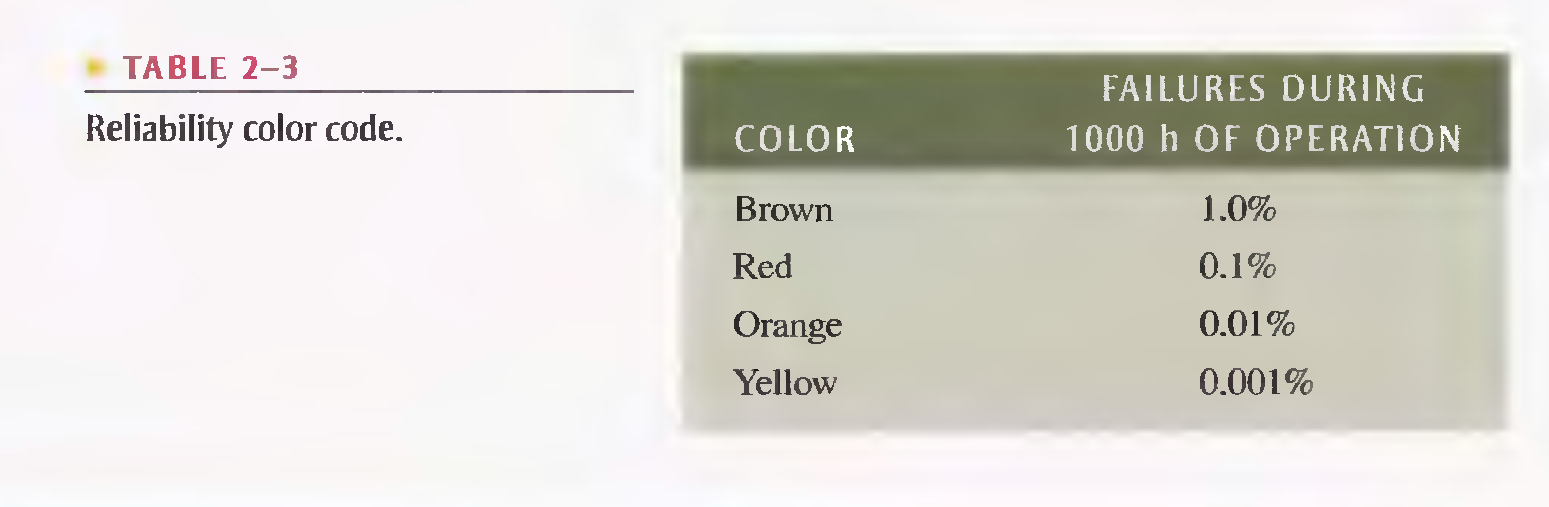 TABLE 2–3
Reliability color code.
FAILURES DURING
COLOR 1000 h OF OPERATION
Brown 1.0%
Red 0.1%
Orange 0.01%
Yellow 0.001%